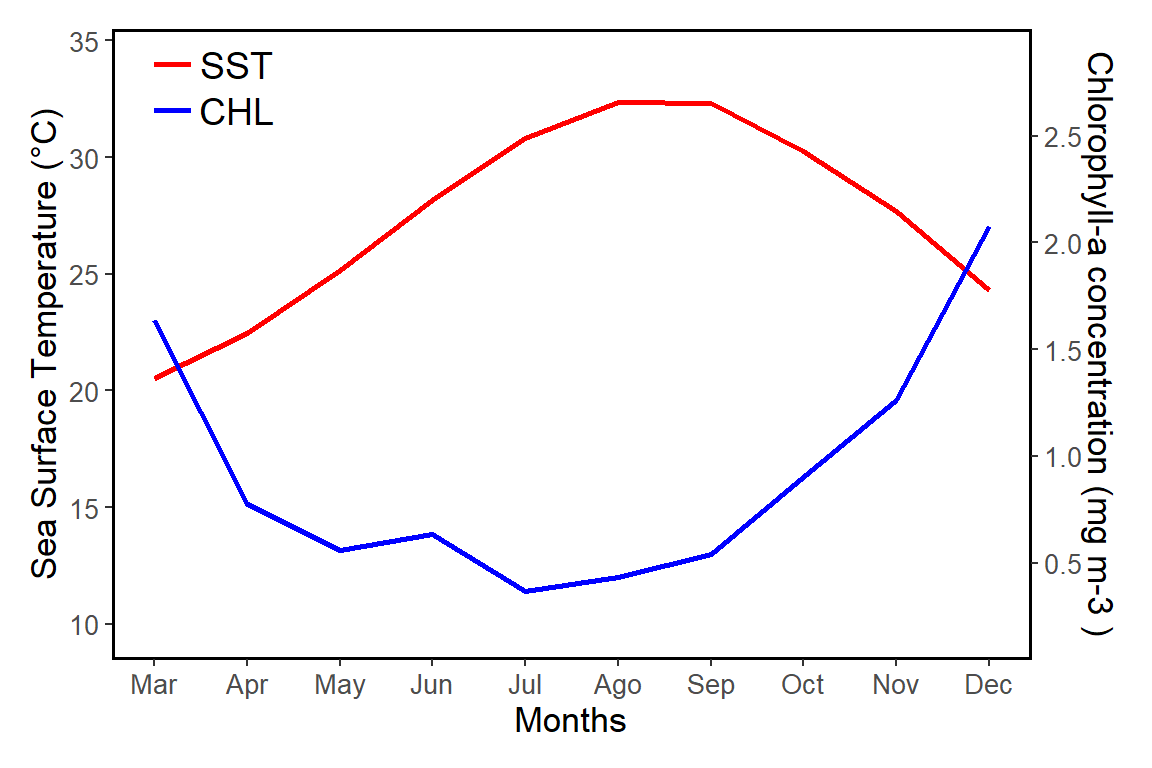 SST
CHL
Sea Surface Temperature (°C)
35
30
25
20
15
10
Chlorophyll-a concentration (mg m-3 )
2.5
2.0
1.5
1.0
0.5
Mar Apr May Jun Jul Ago Sep Oct Nov Dec
Months